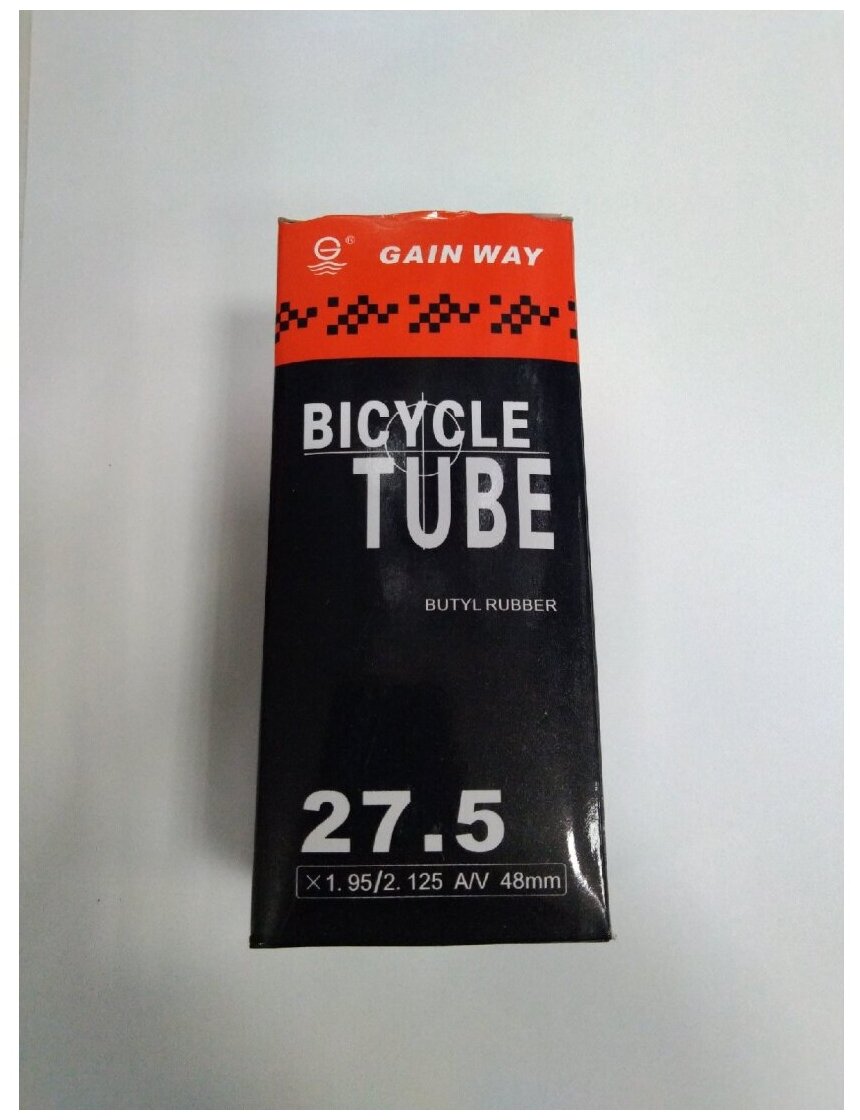 G®
GAIN WAY
BICYCLE
TUBE
BUTYL RUBBER
27.5
×1.95/2.125 A/V 48mm